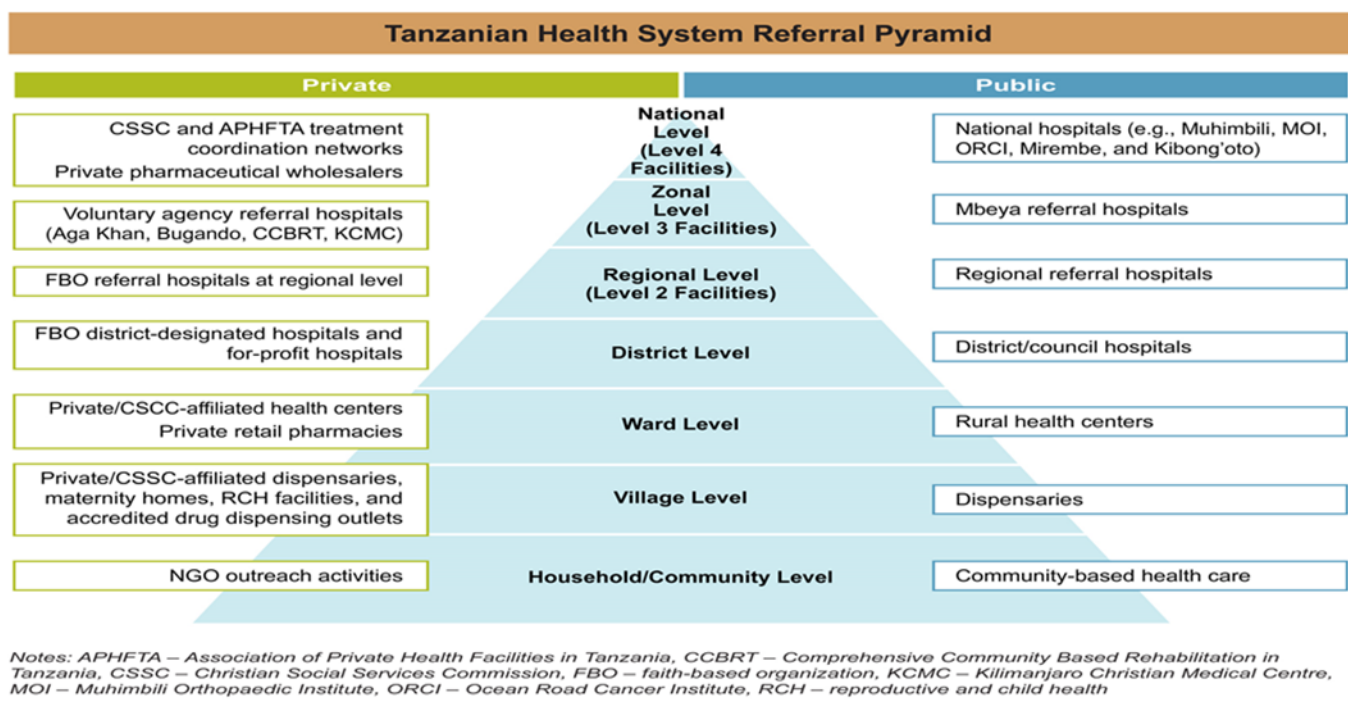 Tanzanian Health System Referral Pyramid
Private
Public
CSSC and APHFTA treatment
coordination networks
Private pharmaceutical wholesalers
National
Level
(Level 4
Facilities)
National hospitals (e.g., Muhimbili, MOI,
ORCI, Mirembe, and Kibong’oto)
Voluntary agency referral hospitals
(Aga Khan, Bugando, CCBRT, KCMC)
Zonal
Level
(Level 3 Facilities)
Mbeya referral hospitals
FBO referral hospitals at regional level
Regional Level
(Level 2 Facilities)
Regional referral hospitals
FBO district-designated hospitals and
for-profit hospitals
District Level
District/council hospitals
Private/CSCC-affiliated health centers
Private retail pharmacies
Ward Level
Rural health centers
Private/CSSC-affiliated dispensaries,
maternity homes, RCH facilities, and
accredited drug dispensing outlets
Village Level
Dispensaries
NGO outreach activities
Household/Community Level
Community-based health care
Notes: APHFTA – Association of Private Health Facilities in Tanzania, CCBRT – Comprehensive Community Based Rehabilitation in
Tanzania, CSSC – Christian Social Services Commission, FBO – faith-based organization, KCMC – Kilimanjaro Christian Medical Centre,
MOI – Muhimbili Orthopaedic Institute, ORCI – Ocean Road Cancer Institute, RCH – reproductive and child health